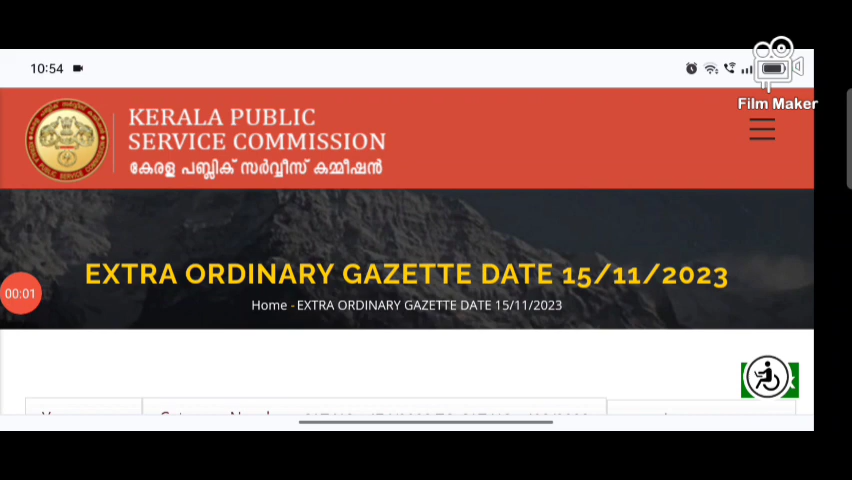 10:54
Film Maker
KERALA PUBLIC
SERVICE COMMISSION
കേരള പബ്ലിക് സർവ്വീസ് കമ്മീഷൻ
EXTRA ORDINARY GAZETTE DATE 15/11/2023
00:01
Home - EXTRA ORDINARY GAZETTE DATE 15/11/2023